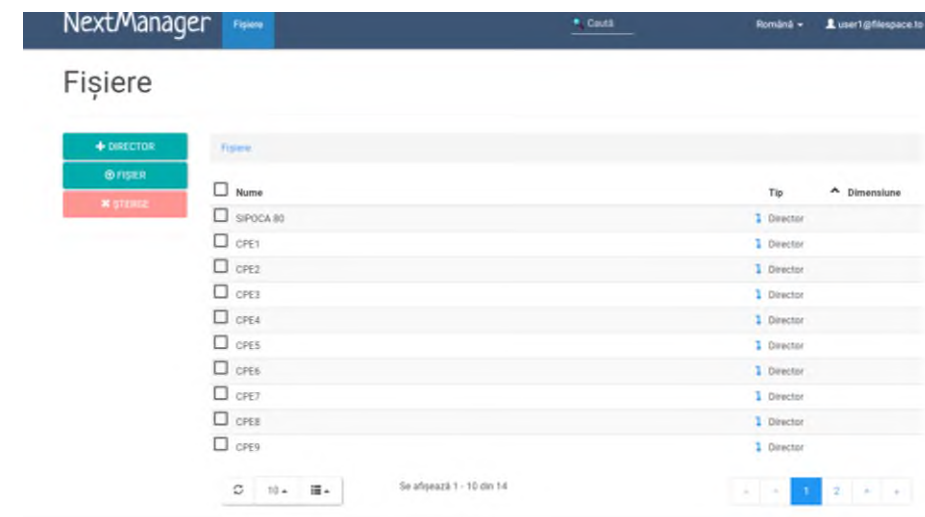 NextManager Fișiere Caută Română user1@filespace.to
Fișiere
DIRECTOR
FIȘIER
ȘTERGE
Fișiere
Nume Tip Dimensiune
SIPOCA 80 Director
CPE1 Director
CPE2 Director
CPE3 Director
CPE4 Director
CPE5 Director
CPE6 Director
CPE7 Director
CPE8 Director
CPE9 Director
10 Se afișează 1 - 10 din 14 « < 1 2 > »